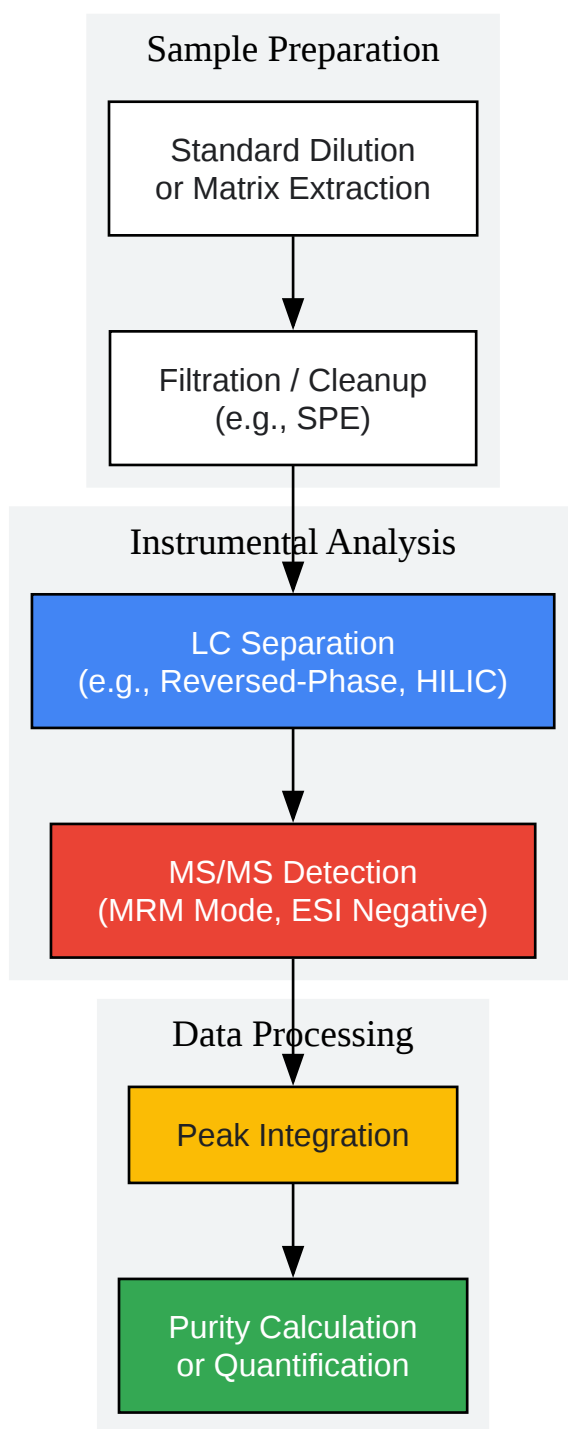 Sample Preparation
Standard Dilution
or Matrix Extraction
Filtration / Cleanup
(e.g., SPE)
Instrumental Analysis
LC Separation
(e.g., Reversed-Phase, HILIC)
MS/MS Detection
(MRM Mode, ESI Negative)
Data Processing
Peak Integration
Purity Calculation
or Quantification